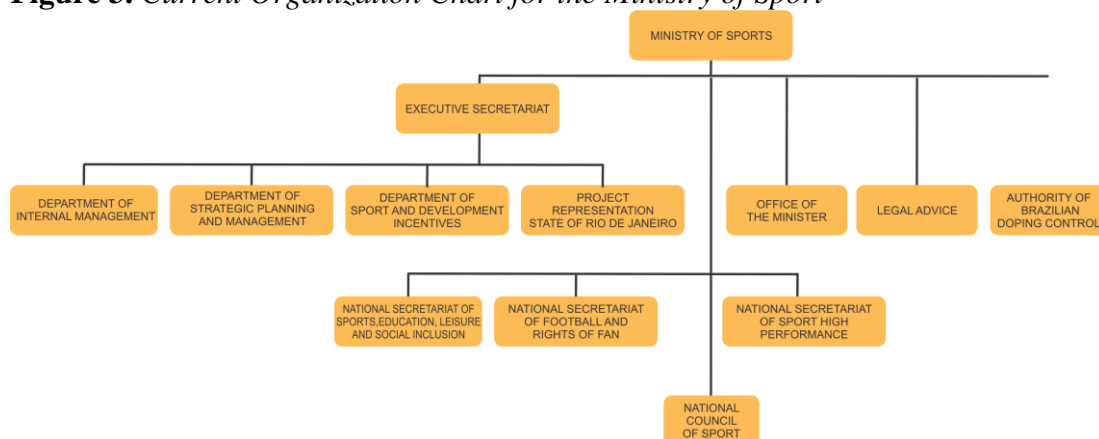 Figure 3. Current Organization Chart for the Ministry of Sport
MINISTRY OF SPORTS
EXECUTIVE SECRETARIAT
DEPARTMENT OF
INTERNAL MANAGEMENT
DEPARTMENT OF
STRATEGIC PLANNING
AND MANAGEMENT
DEPARTMENT OF
SPORT AND DEVELOPMENT
INCENTIVES
PROJECT
REPRESENTATION
STATE OF RIO DE JANEIRO
OFFICE OF
THE MINISTER
LEGAL ADVICE
AUTHORITY OF
BRAZILIAN
DOPING CONTROL
NATIONAL SECRETARIAT OF
SPORTS,EDUCATION, LEISURE
AND SOCIAL INCLUSION
NATIONAL SECRETARIAT
OF FOOTBALL AND
RIGHTS OF FAN
NATIONAL SECRETARIAT
OF SPORT HIGH
PERFORMANCE
NATIONAL
COUNCIL
OF SPORT